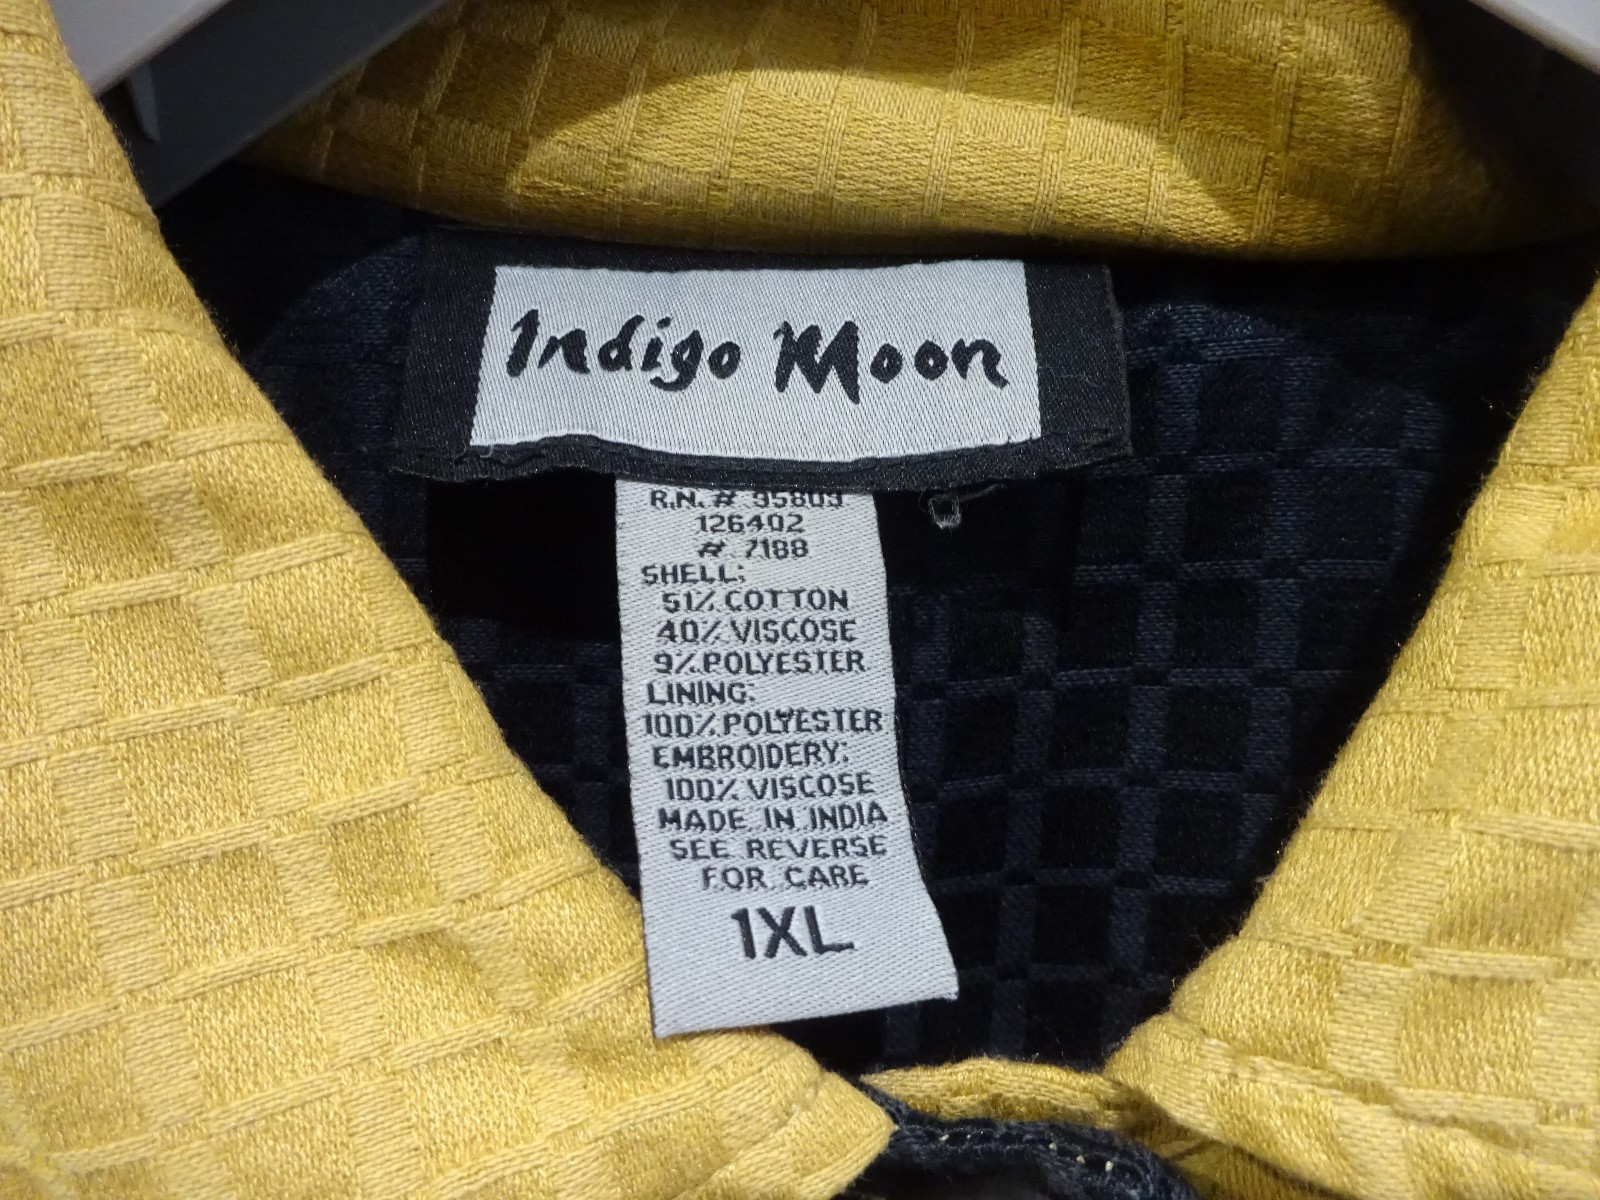 Indigo Moon
R.N. # 95809
126402
# 7188
SHELL:
51% COTTON
40% VISCOSE
9% POLYESTER
LINING:
100% POLYESTER
EMBROIDERY:
100% VISCOSE
MADE IN INDIA
SEE REVERSE
FOR CARE
1XL